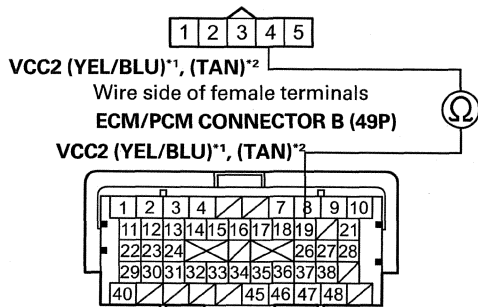 1 2 3 4 5
VCC2 (YEL/BLU)*1, (TAN)*2
Wire side of female terminals
Ω
ECM/PCM CONNECTOR B (49P)
VCC2 (YEL/BLU)*1, (TAN)*2
1 2 3 4 7 8 9 10
11 12 13 14 15 16 17 18 19 21
22 23 24 26 27 28
29 30 31 32 33 34 35 36 37 38
40 45 46 47 48